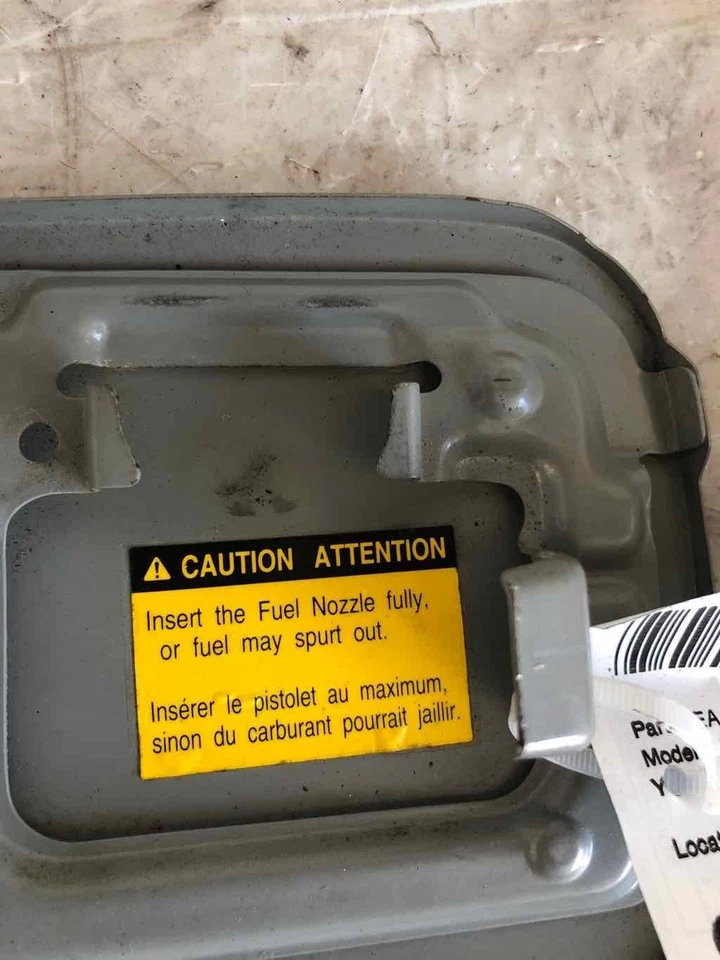 CAUTION ATTENTION
Insert the Fuel Nozzle fully,
or fuel may spurt out.
Insérer le pistolet au maximum,
sinon du carburant pourrait jaillir.
Model